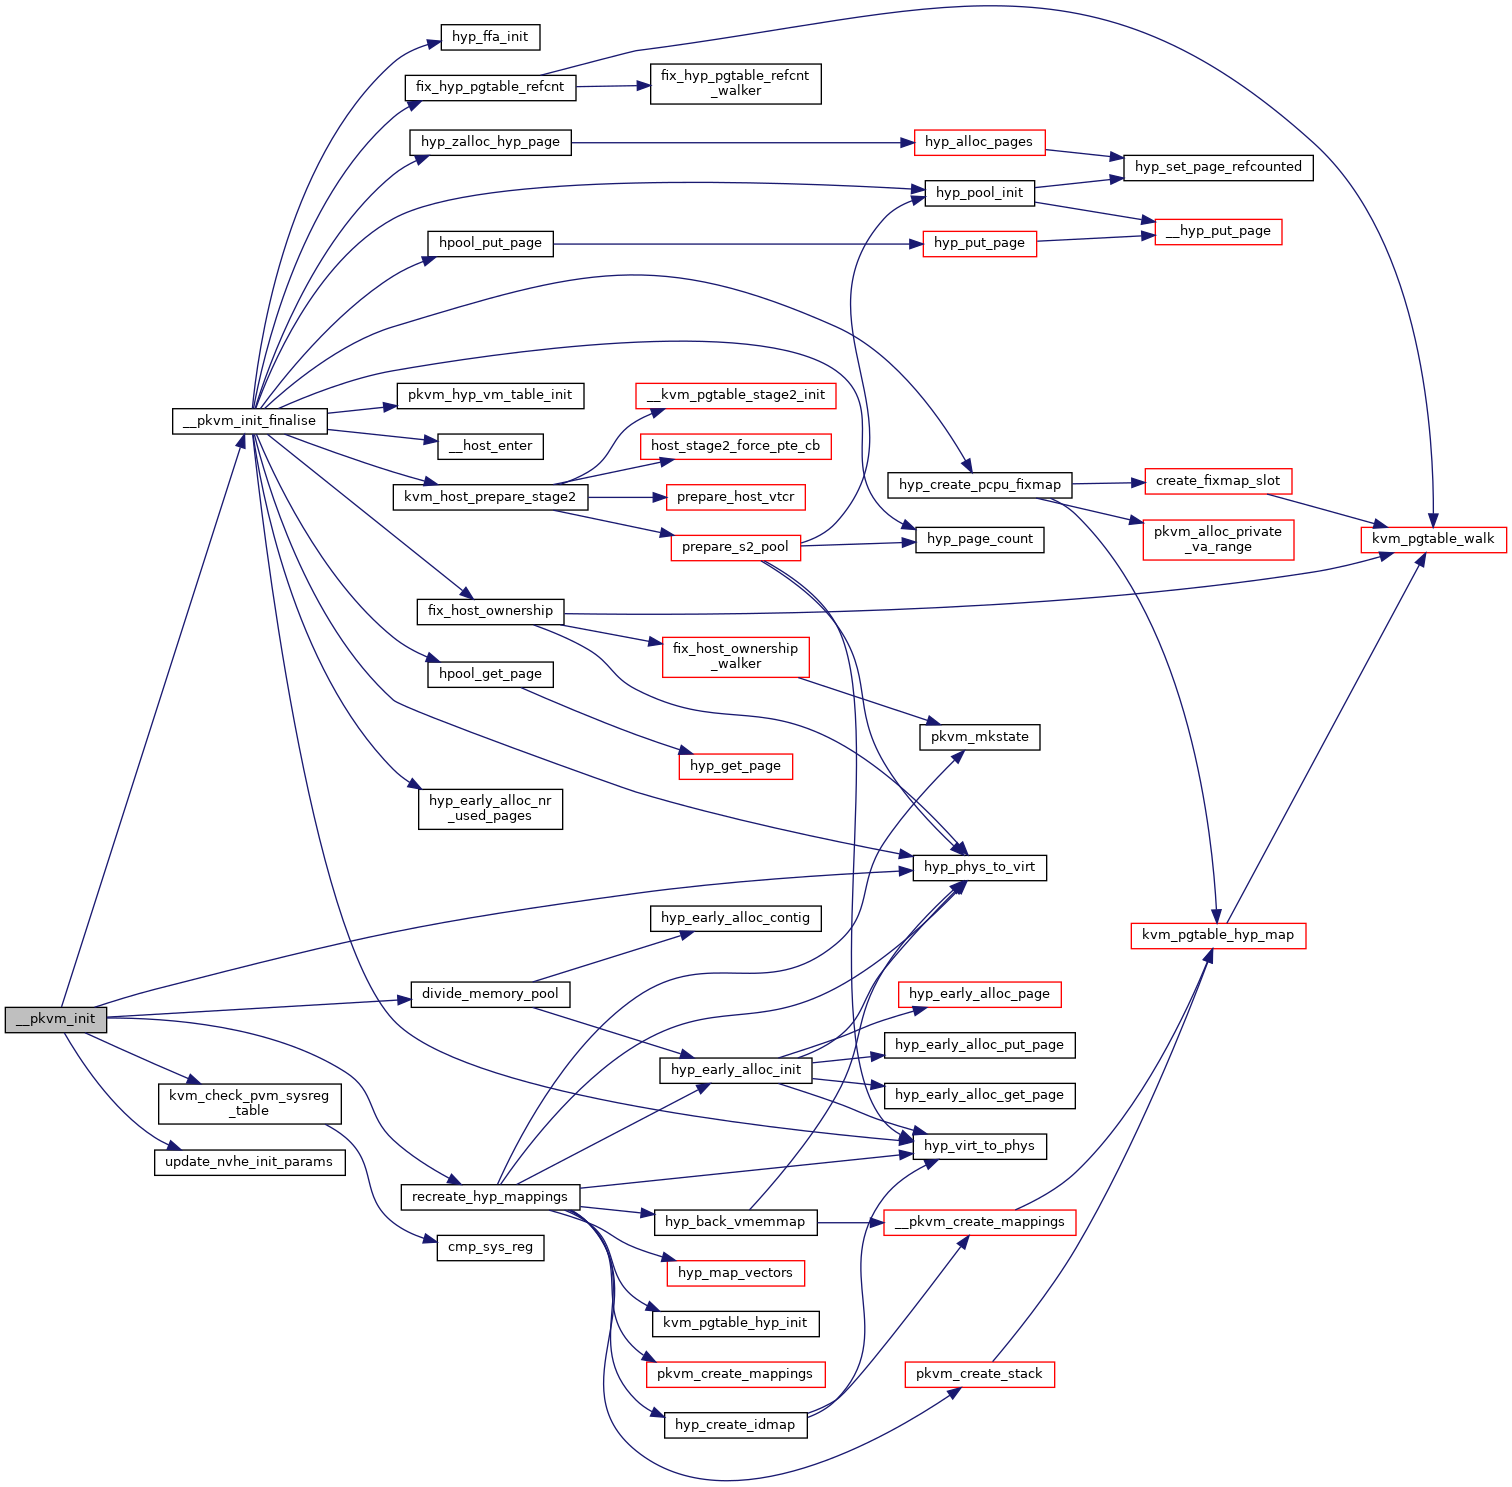 hyp_ffa_init
fix_hyp_pgtable_refcnt
fix_hyp_pgtable_refcnt
_walker
hyp_zalloc_hyp_page
hyp_alloc_pages
hyp_set_page_refcounted
hyp_pool_init
__hyp_put_page
hpool_put_page
hyp_put_page
pkvm_hyp_vm_table_init
__kvm_pgtable_stage2_init
__pkvm_init_finalise
__host_enter
host_stage2_force_pte_cb
kvm_host_prepare_stage2
prepare_host_vtcr
hyp_create_pcpu_fixmap
create_fixmap_slot
prepare_s2_pool
hyp_page_count
pkvm_alloc_private
_va_range
kvm_pgtable_walk
fix_host_ownership
fix_host_ownership
_walker
hpool_get_page
pkvm_mkstate
hyp_get_page
hyp_early_alloc_nr
_used_pages
hyp_phys_to_virt
hyp_early_alloc_contig
kvm_pgtable_hyp_map
divide_memory_pool
hyp_early_alloc_page
__pkvm_init
hyp_early_alloc_put_page
hyp_early_alloc_init
hyp_early_alloc_get_page
kvm_check_pvm_sysreg
_table
hyp_virt_to_phys
update_nvhe_init_params
recreate_hyp_mappings
hyp_back_vmemmap
__pkvm_create_mappings
cmp_sys_reg
hyp_map_vectors
kvm_pgtable_hyp_init
pkvm_create_mappings
pkvm_create_stack
hyp_create_idmap